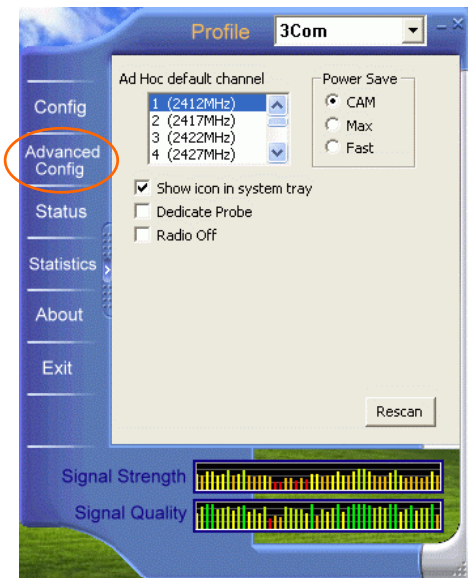 Profile 3Com
Config
Advanced
Config
Status
Statistics
About
Exit
Ad Hoc default channel
1 (2412MHz)
2 (2417MHz)
3 (2422MHz)
4 (2427MHz)
Power Save
CAM
Max
Fast
Show icon in system tray
Dedicate Probe
Radio Off
Rescan
Signal Strength
Signal Quality